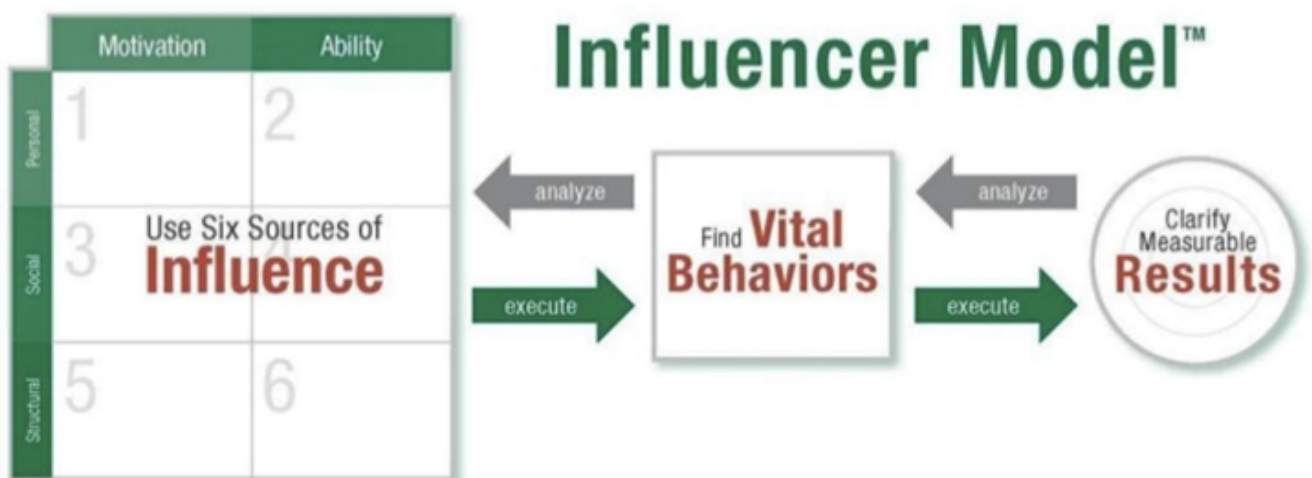 Influencer Model™
Motivation
Ability
Personal
1
2
Social
3
4
Use Six Sources of
Influence
Structural
5
6
analyze
execute
Find Vital
Behaviors
analyze
execute
Clarify
Measurable
Results